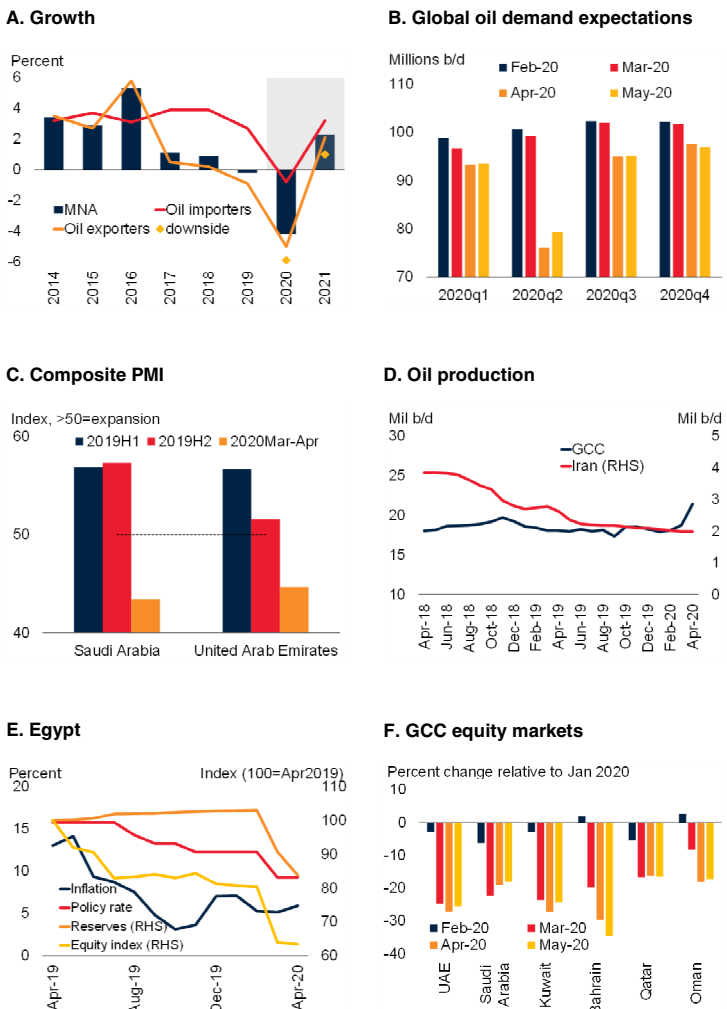 A. Growth
Percent
6
4
2
0
-2
-4
-6
MNA
Oil importers
Oil exporters
downside
2014
2015
2016
2017
2018
2019
2020
2021
B. Global oil demand expectations
Millions b/d
Feb-20
Mar-20
Apr-20
May-20
110
100
90
80
70
2020q1
2020q2
2020q3
2020q4
C. Composite PMI
Index, >50=expansion
60
50
40
2019H1
2019H2
2020Mar-Apr
Saudi Arabia
United Arab Emirates
D. Oil production
Mil b/d
Mil b/d
30
25
20
15
10
5
4
3
2
1
0
GCC
Iran (RHS)
Apr-18
Jun-18
Aug-18
Oct-18
Dec-18
Feb-19
Apr-19
Jun-19
Aug-19
Oct-19
Dec-19
Feb-20
Apr-20
E. Egypt
Percent
Index (100=Apr2019)
20
15
10
5
0
110
100
90
80
70
60
Inflation
Policy rate
Reserves (RHS)
Equity index (RHS)
Apr-19
Aug-19
Dec-19
Apr-20
F. GCC equity markets
Percent change relative to Jan 2020
10
0
-10
-20
-30
-40
Feb-20
Mar-20
Apr-20
May-20
UAE
Saudi
Arabia
Kuwait
Bahrain
Qatar
Oman